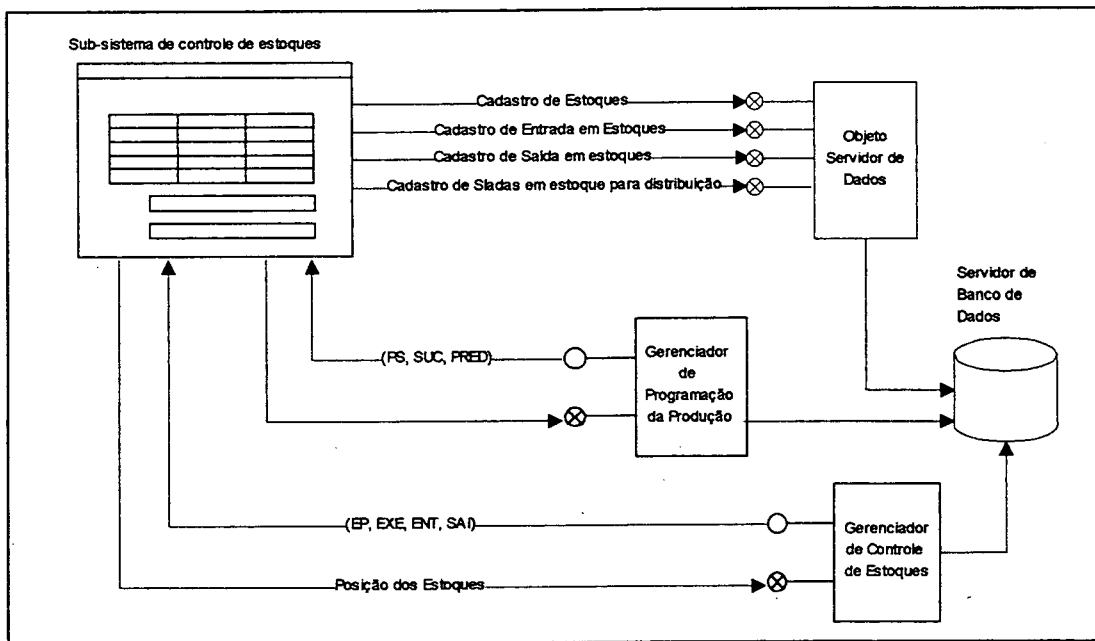 Sub-sistema de controle de estoques
Cadastro de Estoques
Cadastro de Entrada em Estoques
Cadastro de Saída em estoques
Cadastro de Sladas em estoque para distribuição
Objeto
Servidor de
Dados
Servidor de
Banco de
Dados
(PS, SUC, PRED)
Gerenciador
de
Programação
da Produção
(EP, EXE, ENT, SAI)
Posição dos Estoques
Gerenciador
de Controle
de Estoques